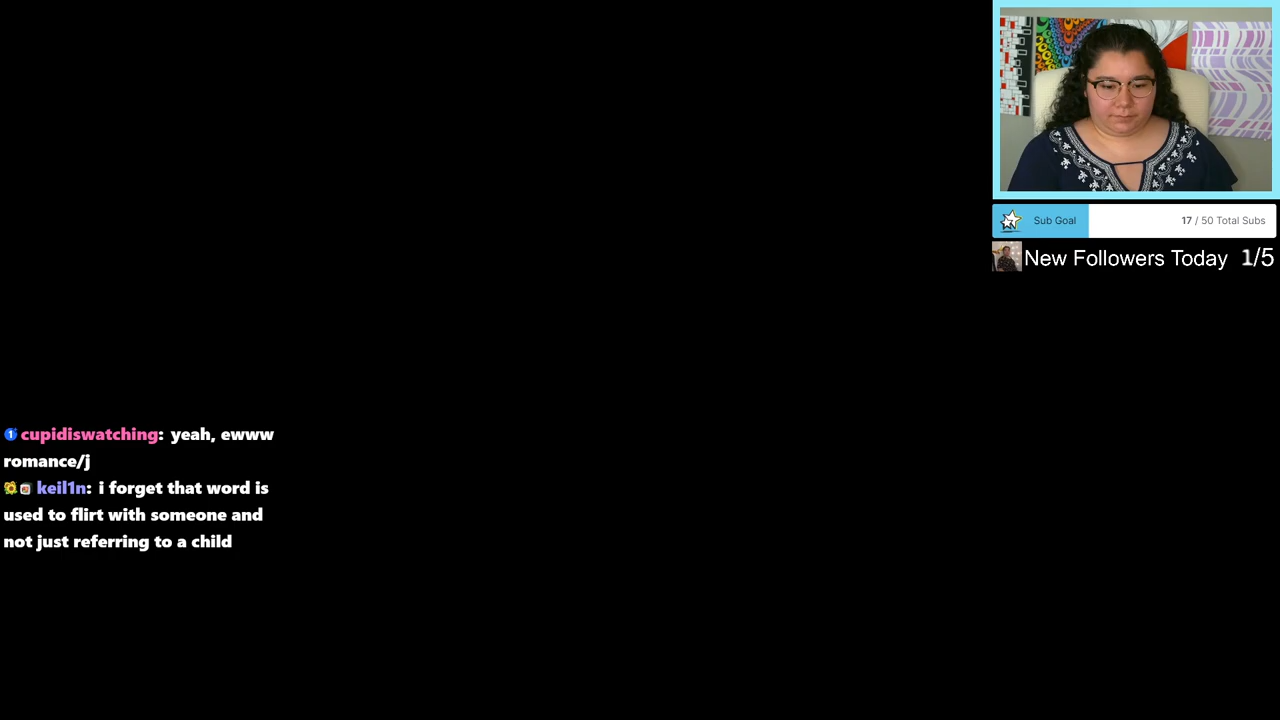 Sub Goal 17 / 50 Total Subs
New Followers Today 1/5
1 cupidiswatching: yeah, ewww
romance/j
keil1n: i forget that word is
used to flirt with someone and
not just referring to a child